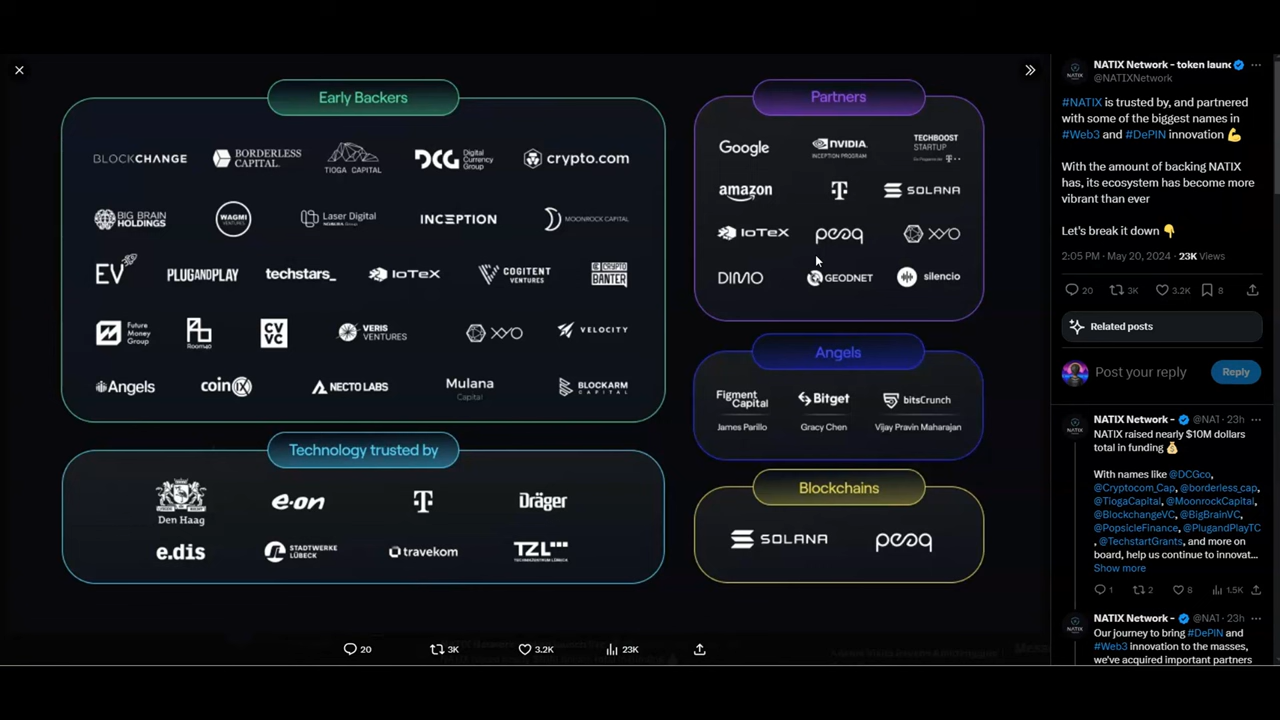 Early Backers
BLOCKCHANGE
BORDERLESS CAPITAL.
TIOGA CAPITAL
DCG Digital Currency Group
crypto.com
BIG BRAIN HOLDINGS
WAGMI VENTURES
Laser Digital
INCEPTION
MOONROCK CAPITAL
EV
PLUGANDPLAY
techstars_
IoTeX
COGITENT VENTURES
CRYPTO BANTER
Future Money Group
Room40
CV VC
VERIS VENTURES
XYO
VELOCITY
Angels
coinIX
NECTO LABS
Mulana Capital
BLOCKARM CAPITAL
Technology trusted by
Den Haag
e·on
T
Dräger
e.dis
STADTWERKE LÜBECK
travekom
TZL
TECHNIKZENTRUM LÜBECK
Partners
Google
NVIDIA.
INCEPTION PROGRAM
TECHBOOST
STARTUP
amazon
T
SOLANA
IoTeX
peaq
XYO
DIMO
GEODNET
silencio
Angels
Figment Capital
Bitget
bitsCrunch
James Parillo
Gracy Chen
Vijay Pravin Maharajan
Blockchains
SOLANA
peaq
20
3K
3.2K
23K
NATIX Network - token launc
@NATIXNetwork
#NATIX is trusted by, and partnered
with some of the biggest names in
#Web3 and #DePIN innovation 💪
With the amount of backing NATIX
has, its ecosystem has become more
vibrant than ever
Let's break it down 👇
2:05 PM · May 20, 2024 · 23K Views
20
3K
3.2K
8
Related posts
Post your reply
Reply
NATIX Network - @NAT · 23h
NATIX raised nearly $10M dollars
total in funding 💰
With names like @DCGco,
@Cryptocom_Cap, @borderless_cap,
@TiogaCapital, @MoonrockCapital,
@BlockchangeVC, @BigBrainVC,
@PopsicleFinance, @PlugandPlayTC
, @TechstartGrants, and more on
board, help us continue to innovat...
Show more
1
2
8
1.5K
NATIX Network - @NAT · 23h
Our journey to bring #DePIN and
#Web3 innovation to the masses,
we've acquired important partners